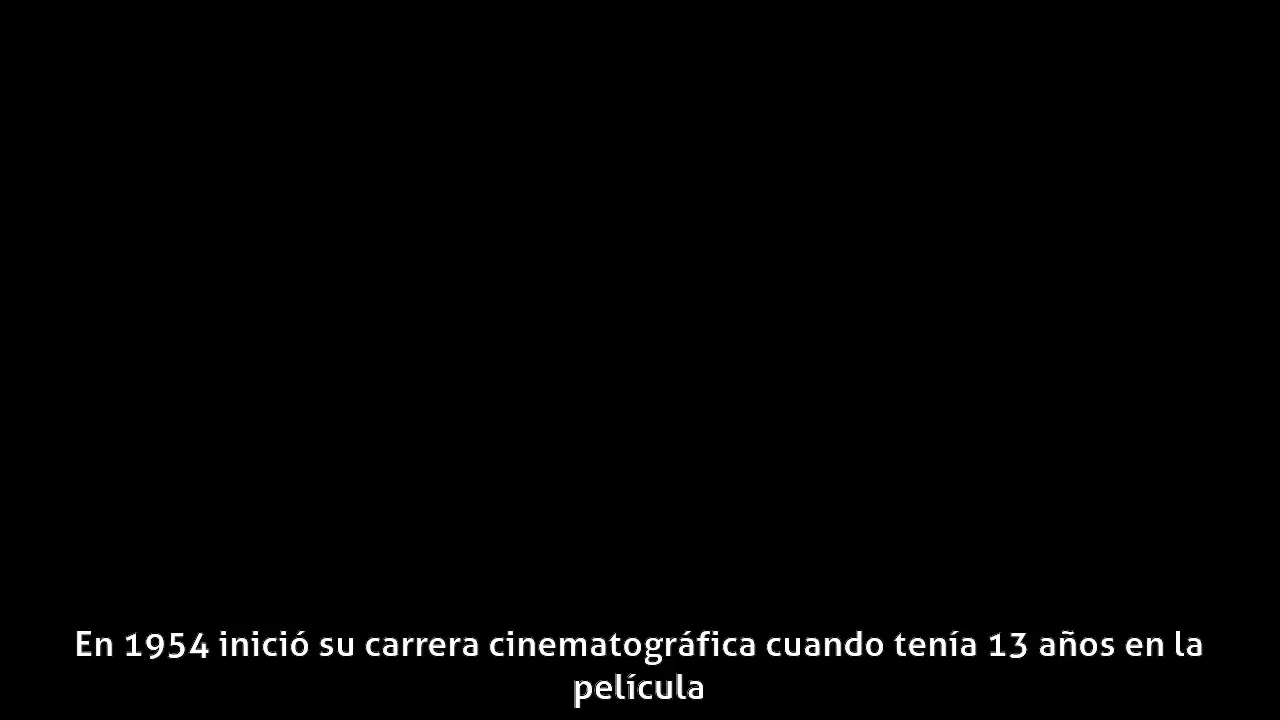 En 1954 inició su carrera cinematográfica cuando tenía 13 años en la
película